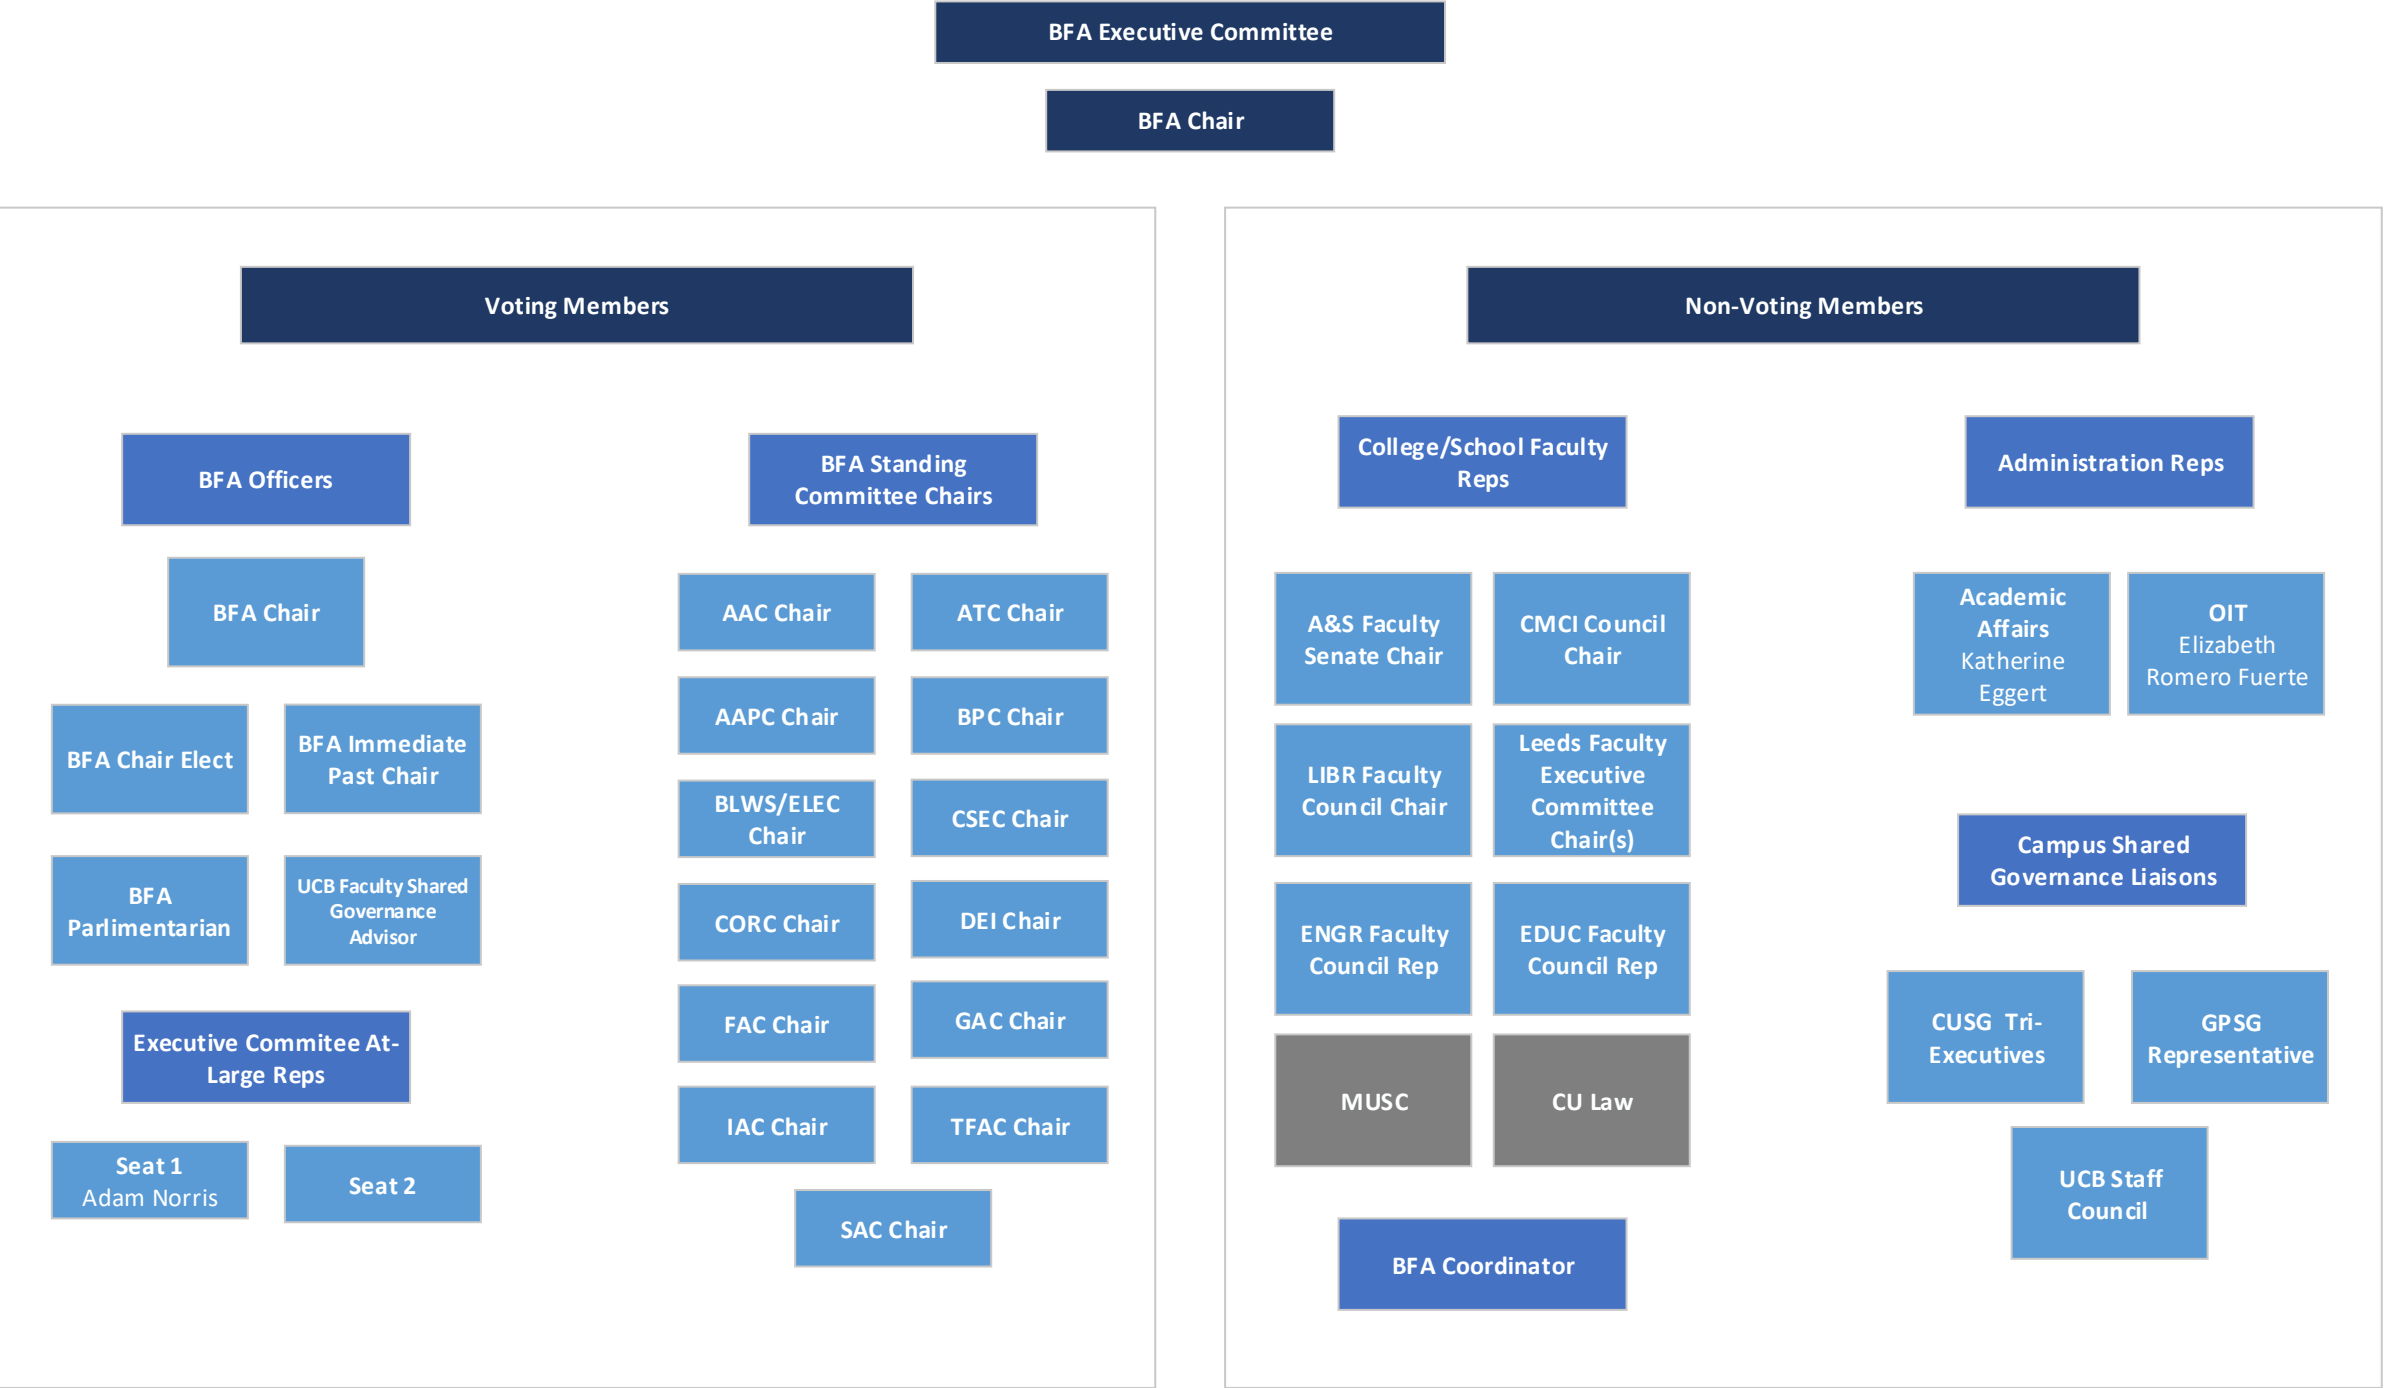 BFA Executive Committee
BFA Chair
Voting Members
BFA Officers
BFA Chair
BFA Chair Elect
BFA Immediate
Past Chair
BFA
Parlimentarian
UCB Faculty Shared
Governance
Advisor
Executive Commitee At-
Large Reps
Seat 1
Adam Norris
Seat 2
BFA Standing
Committee Chairs
AAC Chair
ATC Chair
AAPC Chair
BPC Chair
BLWS/ELEC
Chair
CSEC Chair
CORC Chair
DEI Chair
FAC Chair
GAC Chair
IAC Chair
TFAC Chair
SAC Chair
Non-Voting Members
College/School Faculty
Reps
A&S Faculty
Senate Chair
CMCI Council
Chair
LIBR Faculty
Council Chair
Leeds Faculty
Executive
Committee
Chair(s)
ENGR Faculty
Council Rep
EDUC Faculty
Council Rep
MUSC
CU Law
BFA Coordinator
Administration Reps
Academic
Affairs
Katherine
Eggert
OIT
Elizabeth
Romero Fuerte
Campus Shared
Governance Liaisons
CUSG Tri-
Executives
GPSG
Representative
UCB Staff
Council